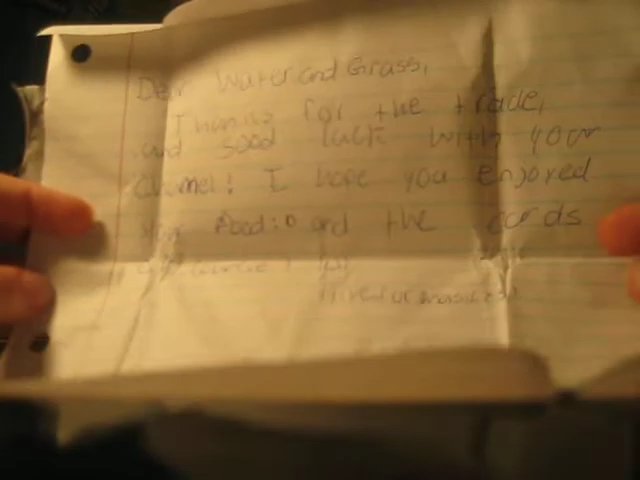 Dear Water and Grass,
Thanks for the trade,
and good luck with your
Channel! I hope you enjoyed
the food :D and the cards